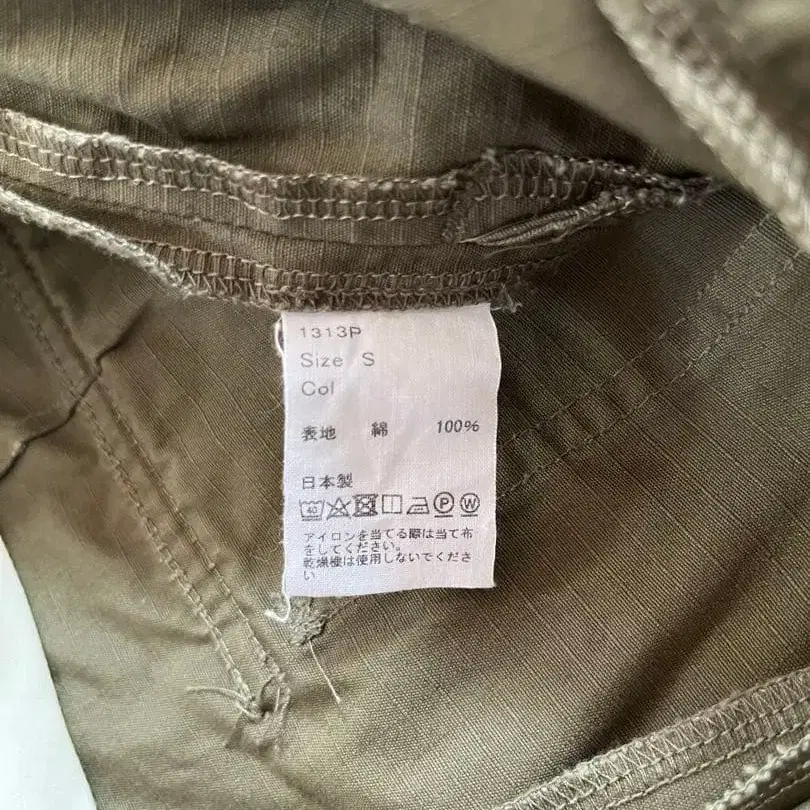 1313P
Size S
Col
表地 綿 100%
日本製
40 P W
アイロンを当てる際は当て布
をしてください。
乾燥機は使用しないでくださ
い